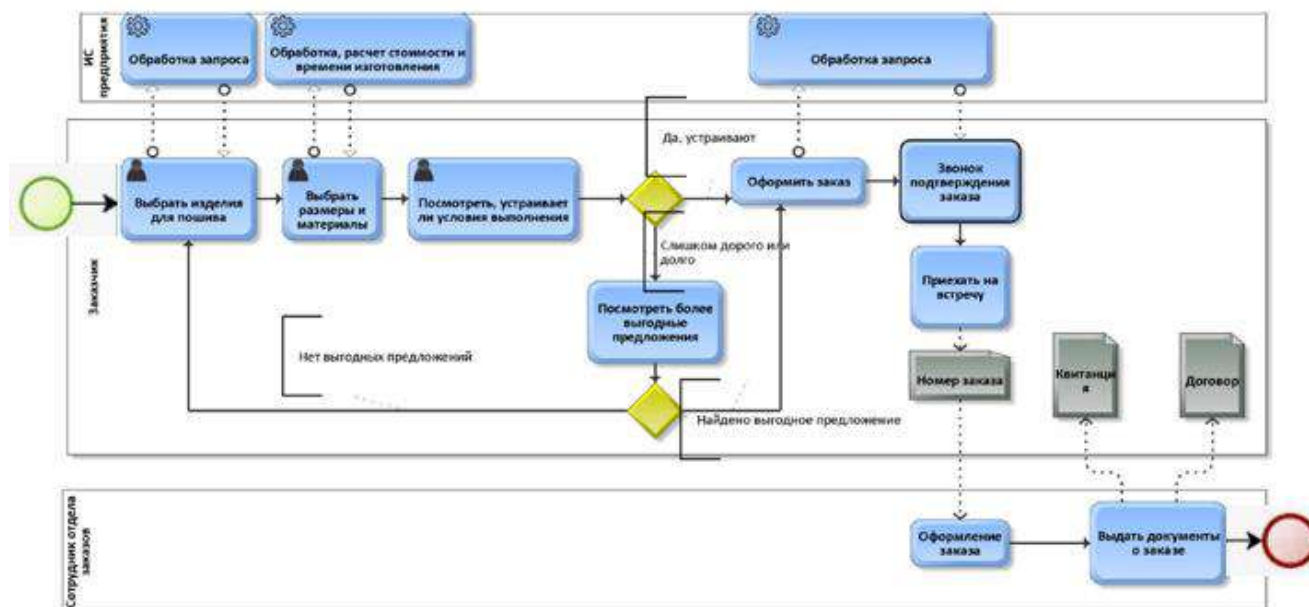 ИС
предприятия
Обработка запроса
Обработка, расчет стоимости и
времени изготовления
Обработка запроса
Заказчик
Да, устраивают
Выбрать изделия
для пошива
Выбрать
размеры и
материалы
Посмотреть, устраивает
ли условия выполнения
Оформить заказ
Звонок
подтверждения
заказа
Слишком дорого или
долго
Приехать на
встречу
Посмотреть более
выгодные
предложения
Нет выгодных предложений
Номер заказа
Квитанци
я
Договор
Найдено выгодное предложение
Сотрудник отдела
заказов
Оформление
заказа
Выдать документы
о заказе